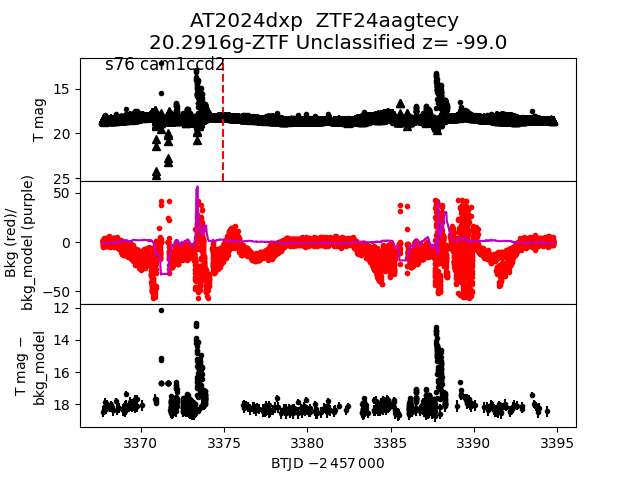 AT2024dxp  ZTF24aagtecy
20.2916g-ZTF Unclassified z= -99.0
s76 cam1ccd2
15
20
25
T mag
50
0
−50
Bkg (red)/
bkg_model (purple)
12
14
16
18
T mag −
bkg_model
3370 3375 3380 3385 3390 3395
BTJD −2 457 000